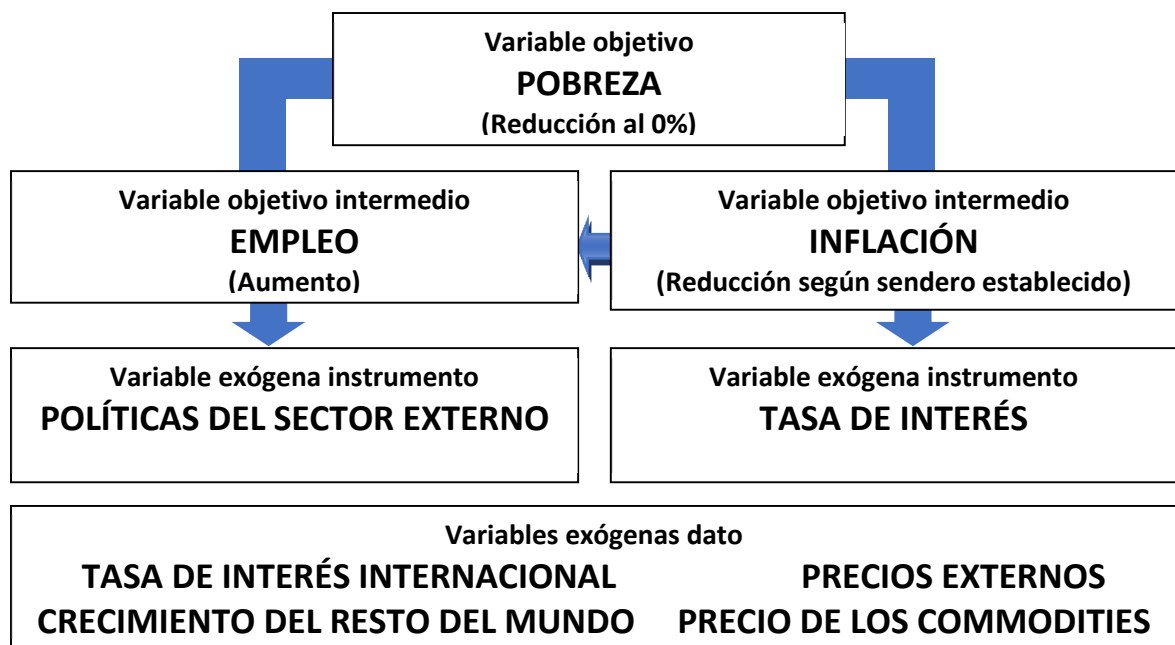 Variable objetivo
POBREZA
(Reducción al 0%)
Variable objetivo intermedio
EMPLEO
(Aumento)
Variable objetivo intermedio
INFLACIÓN
(Reducción según sendero establecido)
Variable exógena instrumento
POLÍTICAS DEL SECTOR EXTERNO
Variable exógena instrumento
TASA DE INTERÉS
Variables exógenas dato
TASA DE INTERÉS INTERNACIONAL PRECIOS EXTERNOS
CRECIMIENTO DEL RESTO DEL MUNDO PRECIO DE LOS COMMODITIES